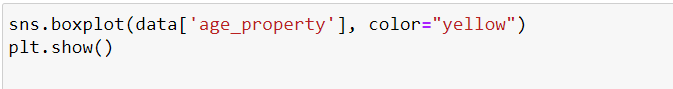 sns.boxplot(data['age_property'], color="yellow")
plt.show()